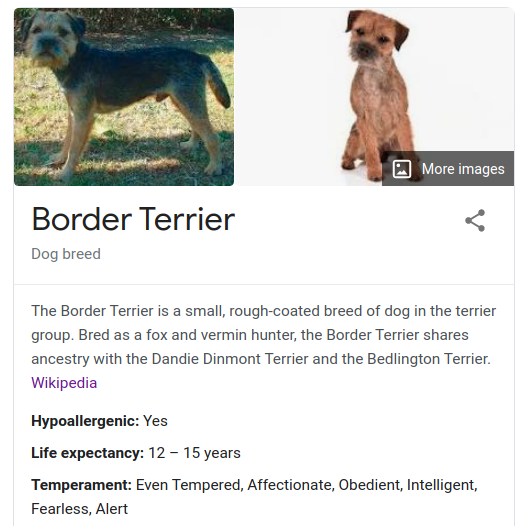 More images
Border Terrier
Dog breed
The Border Terrier is a small, rough-coated breed of dog in the terrier
group. Bred as a fox and vermin hunter, the Border Terrier shares
ancestry with the Dandie Dinmont Terrier and the Bedlington Terrier.
Wikipedia
Hypoallergenic: Yes
Life expectancy: 12 – 15 years
Temperament: Even Tempered, Affectionate, Obedient, Intelligent,
Fearless, Alert